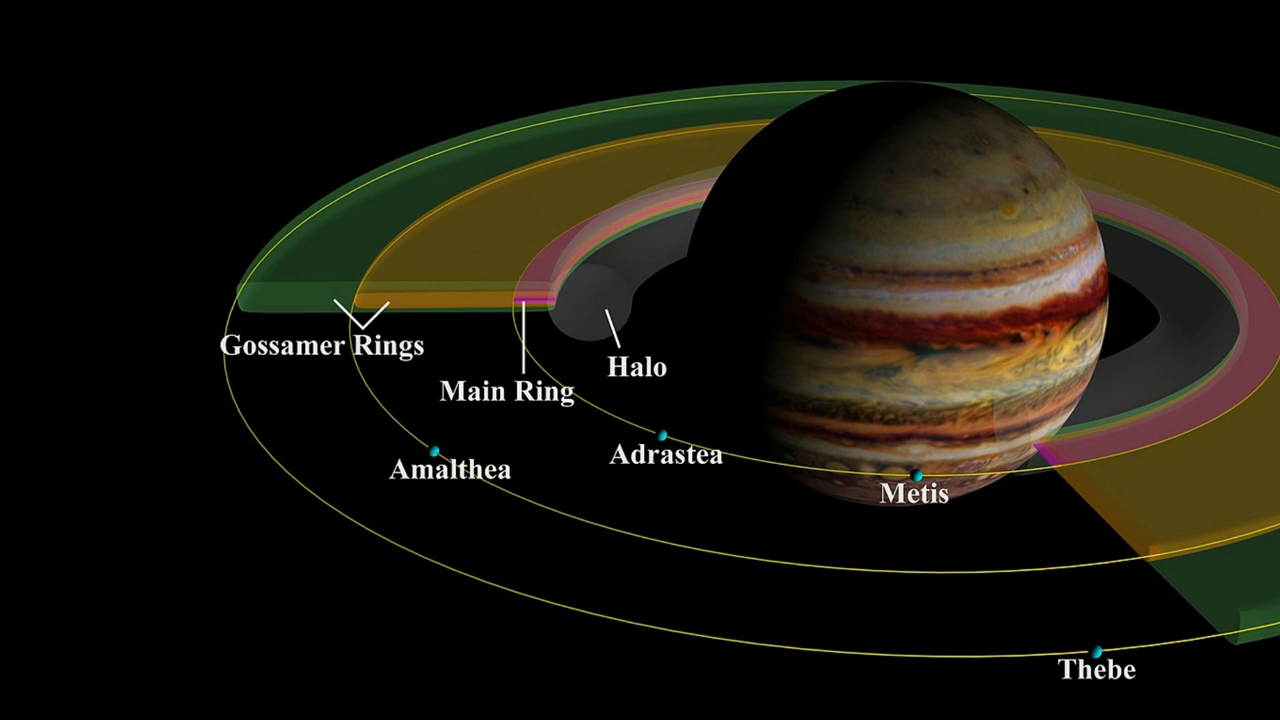 Gossamer Rings
Halo
Main Ring
Adrastea
Amalthea
Metis
Thebe